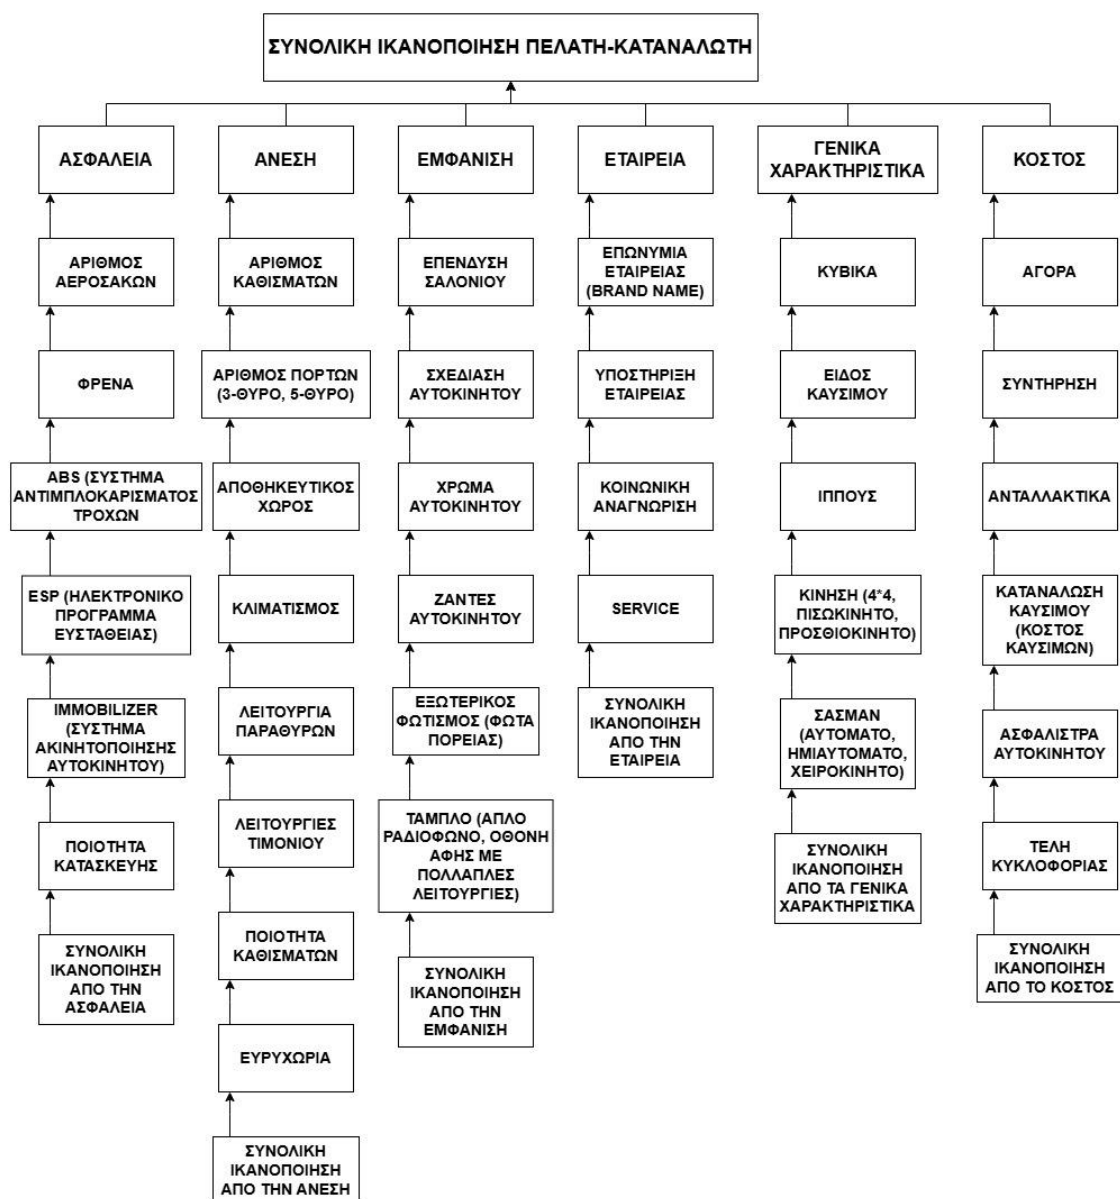 ΣΥΝΟΛΙΚΗ ΙΚΑΝΟΠΟΙΗΣΗ ΠΕΛΑΤΗ-ΚΑΤΑΝΑΛΩΤΗ
ΑΣΦΑΛΕΙΑ
ΑΡΙΘΜΟΣ
ΑΕΡΟΣΑΚΩΝ
ΦΡΕΝΑ
ABS (ΣΥΣΤΗΜΑ
ΑΝΤΙΜΠΛΟΚΑΡΙΣΜΑΤΟΣ
ΤΡΟΧΩΝ
ESP (ΗΛΕΚΤΡΟΝΙΚΟ
ΠΡΟΓΡΑΜΜΑ
ΕΥΣΤΑΘΕΙΑΣ)
IMMOBILIZER
(ΣΥΣΤΗΜΑ
ΑΚΙΝΗΤΟΠΟΙΗΣΗΣ
ΑΥΤΟΚΙΝΗΤΟΥ)
ΠΟΙΟΤΗΤΑ
ΚΑΤΑΣΚΕΥΗΣ
ΣΥΝΟΛΙΚΗ
ΙΚΑΝΟΠΟΙΗΣΗ
ΑΠΟ ΤΗΝ
ΑΣΦΑΛΕΙΑ
ΑΝΕΣΗ
ΑΡΙΘΜΟΣ
ΚΑΘΙΣΜΑΤΩΝ
ΑΡΙΘΜΟΣ ΠΟΡΤΩΝ
(3-ΘΥΡΟ, 5-ΘΥΡΟ)
ΑΠΟΘΗΚΕΥΤΙΚΟΣ
ΧΩΡΟΣ
ΚΛΙΜΑΤΙΣΜΟΣ
ΛΕΙΤΟΥΡΓΙΑ
ΠΑΡΑΘΥΡΩΝ
ΛΕΙΤΟΥΡΓΙΕΣ
ΤΙΜΟΝΙΟΥ
ΠΟΙΟΤΗΤΑ
ΚΑΘΙΣΜΑΤΩΝ
ΕΥΡΥΧΩΡΙΑ
ΣΥΝΟΛΙΚΗ
ΙΚΑΝΟΠΟΙΗΣΗ
ΑΠΟ ΤΗΝ ΑΝΕΣΗ
ΕΜΦΑΝΙΣΗ
ΕΠΕΝΔΥΣΗ
ΣΑΛΟΝΙΟΥ
ΣΧΕΔΙΑΣΗ
ΑΥΤΟΚΙΝΗΤΟΥ
ΧΡΩΜΑ
ΑΥΤΟΚΙΝΗΤΟΥ
ΖΑΝΤΕΣ
ΑΥΤΟΚΙΝΗΤΟΥ
ΕΞΩΤΕΡΙΚΟΣ
ΦΩΤΙΣΜΟΣ (ΦΩΤΑ
ΠΟΡΕΙΑΣ)
ΤΑΜΠΛΟ (ΑΠΛΟ
ΡΑΔΙΟΦΩΝΟ, ΟΘΟΝΗ
ΑΦΗΣ ΜΕ
ΠΟΛΛΑΠΛΕΣ
ΛΕΙΤΟΥΡΓΙΕΣ)
ΣΥΝΟΛΙΚΗ
ΙΚΑΝΟΠΟΙΗΣΗ
ΑΠΟ ΤΗΝ
ΕΜΦΑΝΙΣΗ
ΕΤΑΙΡΕΙΑ
ΕΠΩΝΥΜΙΑ
ΕΤΑΙΡΕΙΑΣ
(BRAND NAME)
ΥΠΟΣΤΗΡΙΞΗ
ΕΤΑΙΡΕΙΑΣ
ΚΟΙΝΩΝΙΚΗ
ΑΝΑΓΝΩΡΙΣΗ
SERVICE
ΣΥΝΟΛΙΚΗ
ΙΚΑΝΟΠΟΙΗΣΗ
ΑΠΟ ΤΗΝ
ΕΤΑΙΡΕΙΑ
ΓΕΝΙΚΑ
ΧΑΡΑΚΤΗΡΙΣΤΙΚΑ
ΚΥΒΙΚΑ
ΕΙΔΟΣ
ΚΑΥΣΙΜΟΥ
ΙΠΠΟΥΣ
ΚΙΝΗΣΗ (4*4,
ΠΙΣΩΚΙΝΗΤΟ,
ΠΡΟΣΘΙΟΚΙΝΗΤΟ)
ΣΑΣΜΑΝ
(ΑΥΤΟΜΑΤΟ,
ΗΜΙΑΥΤΟΜΑΤΟ,
ΧΕΙΡΟΚΙΝΗΤΟ)
ΣΥΝΟΛΙΚΗ
ΙΚΑΝΟΠΟΙΗΣΗ
ΑΠΟ ΤΑ ΓΕΝΙΚΑ
ΧΑΡΑΚΤΗΡΙΣΤΙΚΑ
ΚΟΣΤΟΣ
ΑΓΟΡΑ
ΣΥΝΤΗΡΗΣΗ
ΑΝΤΑΛΛΑΚΤΙΚΑ
ΚΑΤΑΝΑΛΩΣΗ
ΚΑΥΣΙΜΟΥ
(ΚΟΣΤΟΣ
ΚΑΥΣΙΜΩΝ)
ΑΣΦΑΛΙΣΤΡΑ
ΑΥΤΟΚΙΝΗΤΟΥ
ΤΕΛΗ
ΚΥΚΛΟΦΟΡΙΑΣ
ΣΥΝΟΛΙΚΗ
ΙΚΑΝΟΠΟΙΗΣΗ
ΑΠΟ ΤΟ ΚΟΣΤΟΣ